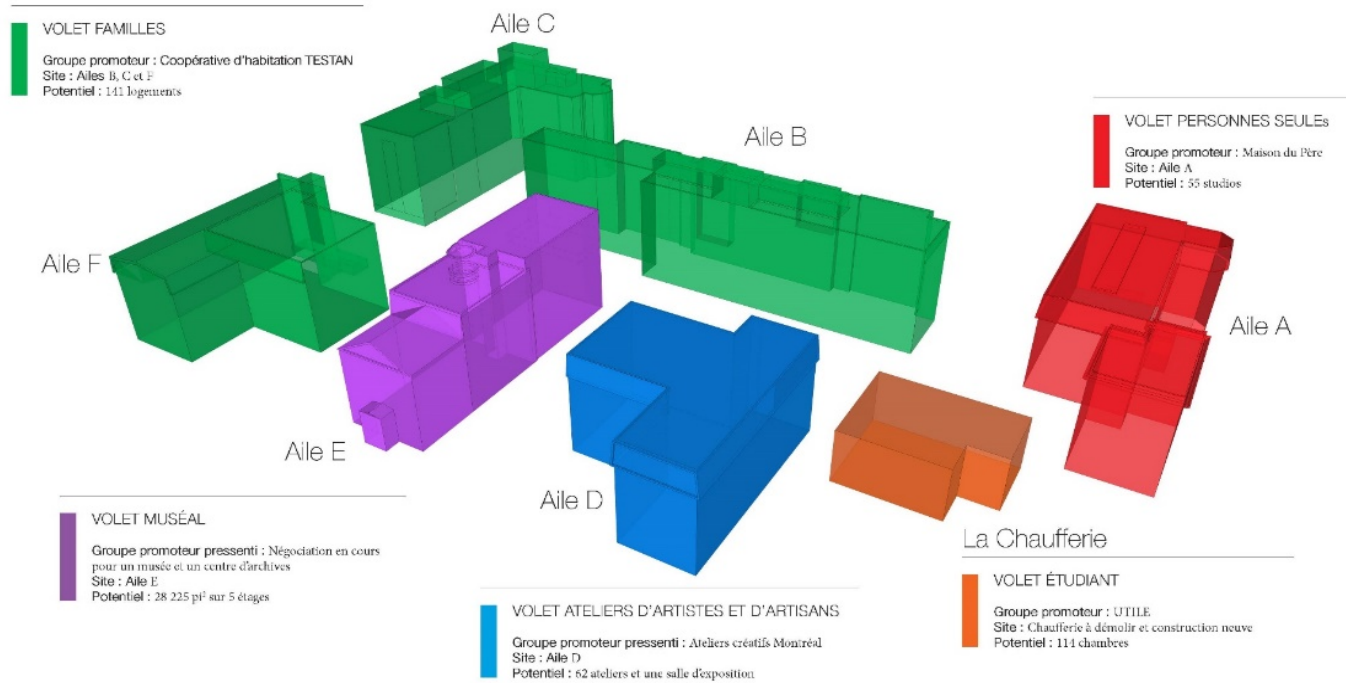 VOLET FAMILLES
Groupe promoteur : Coopérative d'habitation TESTAN
Site : Ailes B, C et F
Potentiel : 141 logements
Aile C
Aile B
VOLET PERSONNES SEULEs
Groupe promoteur : Maison du Père
Site : Aile A
Potentiel : 55 studios
Aile F
Aile A
Aile E
Aile D
VOLET MUSÉAL
Groupe promoteur pressenti : Négociation en cours
pour un musée et un centre d'archives
Site : Aile E
Potentiel : 28 225 pi² sur 5 étages
VOLET ATELIERS D'ARTISTES ET D'ARTISANS
Groupe promoteur pressenti : Ateliers créatifs Montréal
Site : Aile D
Potentiel : 62 ateliers et une salle d'exposition
La Chaufferie
VOLET ÉTUDIANT
Groupe promoteur : UTILE
Site : Chaufferie à démolir et construction neuve
Potentiel : 114 chambres